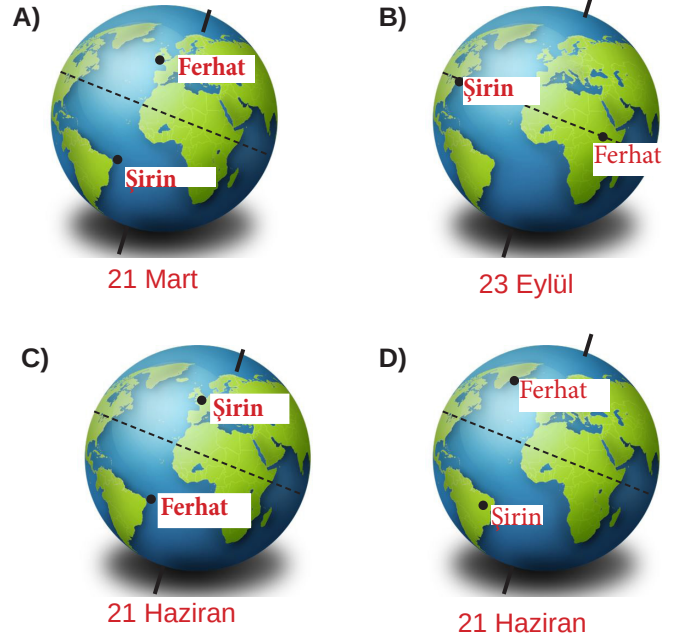 A)
Ferhat
Şirin
21 Mart
B)
Şirin
Ferhat
23 Eylül
C)
Şirin
Ferhat
21 Haziran
D)
Ferhat
Şirin
21 Haziran